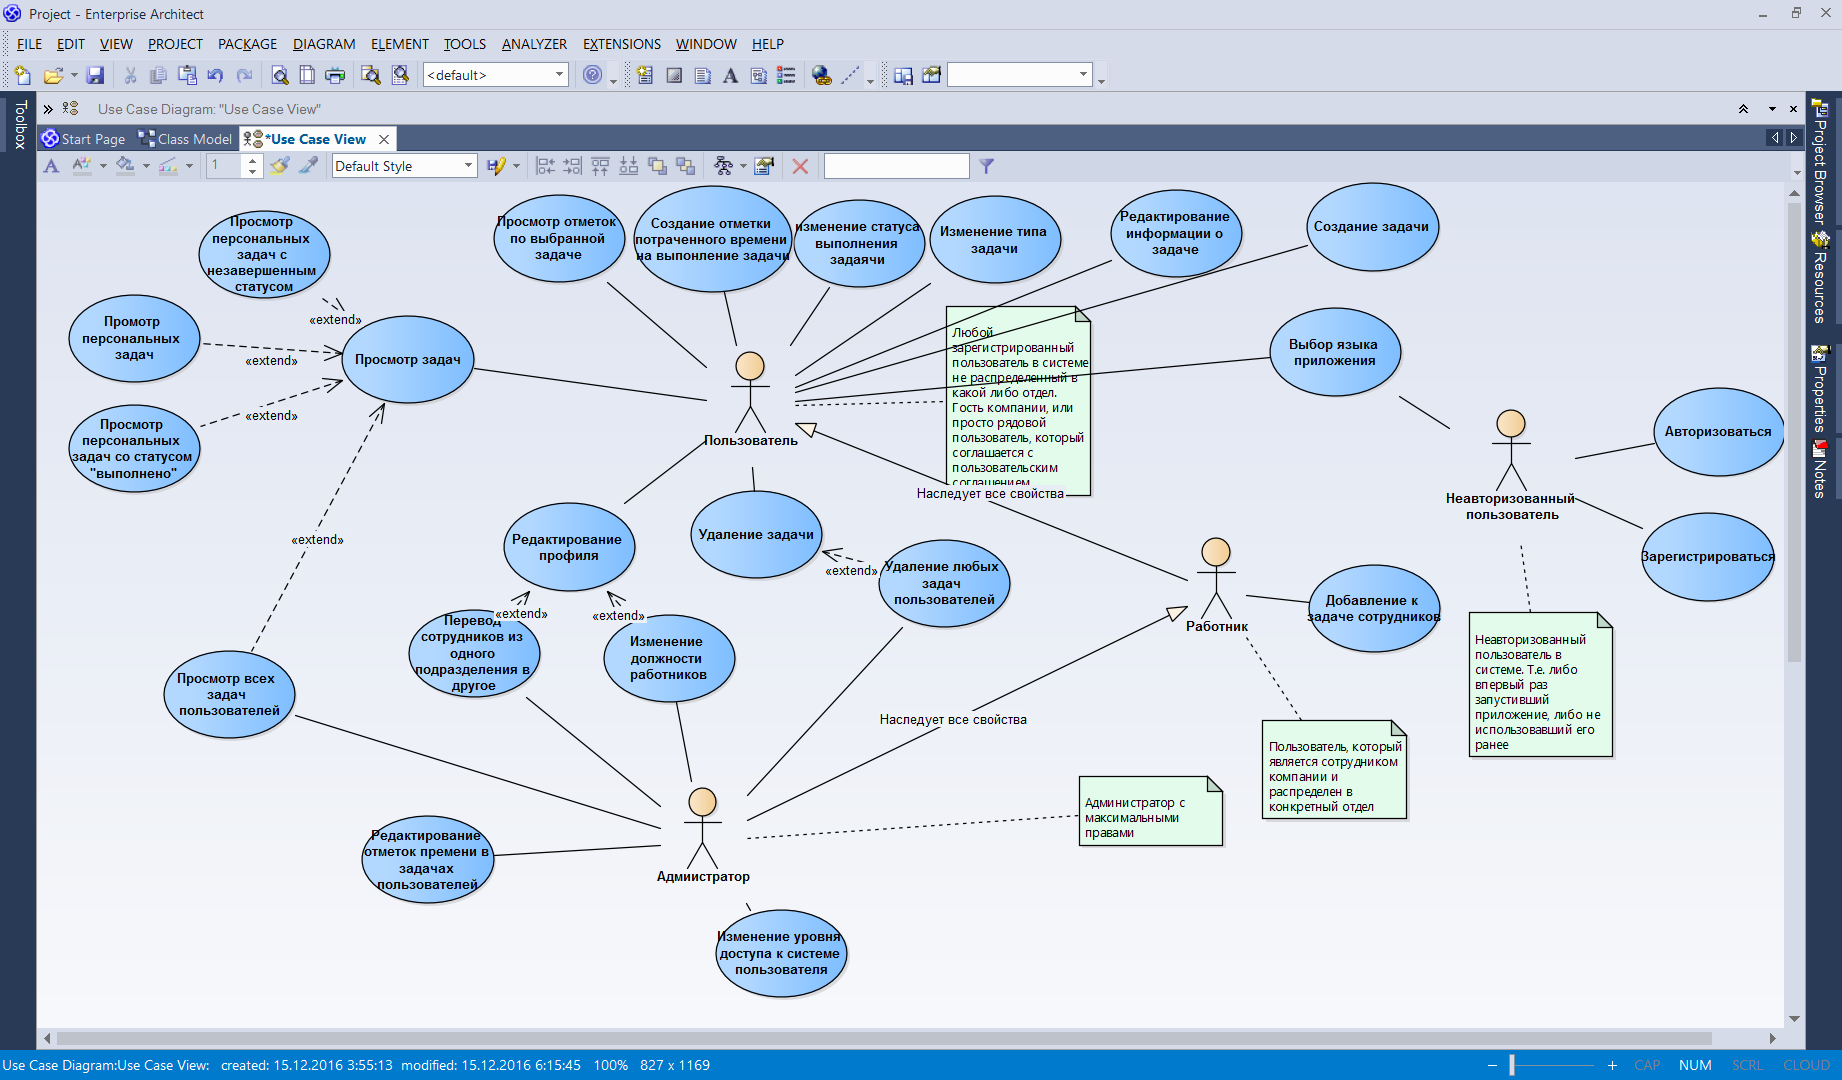 Project - Enterprise Architect
FILE EDIT VIEW PROJECT PACKAGE DIAGRAM ELEMENT TOOLS ANALYZER EXTENSIONS WINDOW HELP
<default>
Toolbox
Use Case Diagram: "Use Case View"
Start Page
Class Model
*Use Case View
1
Default Style
Project Browser
Resources
Properties
Notes
Просмотр
персональных
задач с
незавершенным
статусом
Просмотр отметок
по выбранной
задаче
Создание отметки
потраченного времени
на выпонление задачи
изменение статуса
выполнения
задаячи
Изменение типа
задачи
Редактирование
информации о
задаче
Создание задачи
«extend»
Промотр
персональных
задач
«extend»
Просмотр задач
Любой
зарегистрированный
пользователь в системе
не распределенный в
какой либо отдел.
Гость компании, или
просто рядовой
пользователь, который
соглашается с
пользовательским
соглашением
Выбор языка
приложения
«extend»
Просмотр
персональных
задач со статусом
"выполнено"
Пользователь
Авторизоваться
Неавторизованный
пользователь
Наследует все свойства
«extend»
Редактирование
профиля
Удаление задачи
«extend»
Удаление любых
задач
пользователей
Зарегистрироваться
Работник
Добавление к
задаче сотрудников
«extend»
«extend»
Перевод
сотрудников из
одного
подразделения в
другое
Изменение
должности
работников
Неавторизованный
пользователь в
системе. Т.е. либо
впервый раз
запустивший
приложение, либо не
использовавший его
ранее
Просмотр всех
задач
пользователей
Наследует все свойства
Пользователь, который
является сотрудником
компании и
распределен в
конкретный отдел
Администратор с
максимальными
правами
Редактирование
отметок премени в
задачах
пользователей
Адмиистратор
Изменение уровня
доступа к системе
пользователя
Use Case Diagram:Use Case View: created: 15.12.2016 3:55:13 modified: 15.12.2016 6:15:45 100% 827 x 1169
CAP NUM SCRL CLOUD